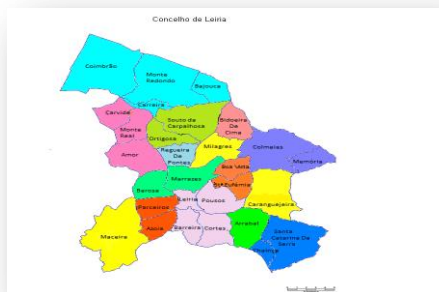 Concelho de Leiria
Coimbrão
Monte
Redondo
Bajouca
Carreira
Carvide
Souto da
Carpalhosa
Bidoeira
De
Cima
Monte
Real
Ortigosa
Milagres
Colmeias
Regueira
De
Pontes
Amor
Memória
Boa Vista
Marrazes
Sta Eufémia
Barosa
Leiria
Pousos
Caranguejeira
Parceiros
Maceira
Azoia
Barreira
Cortes
Arrabal
Santa
Catarina Da
Serra